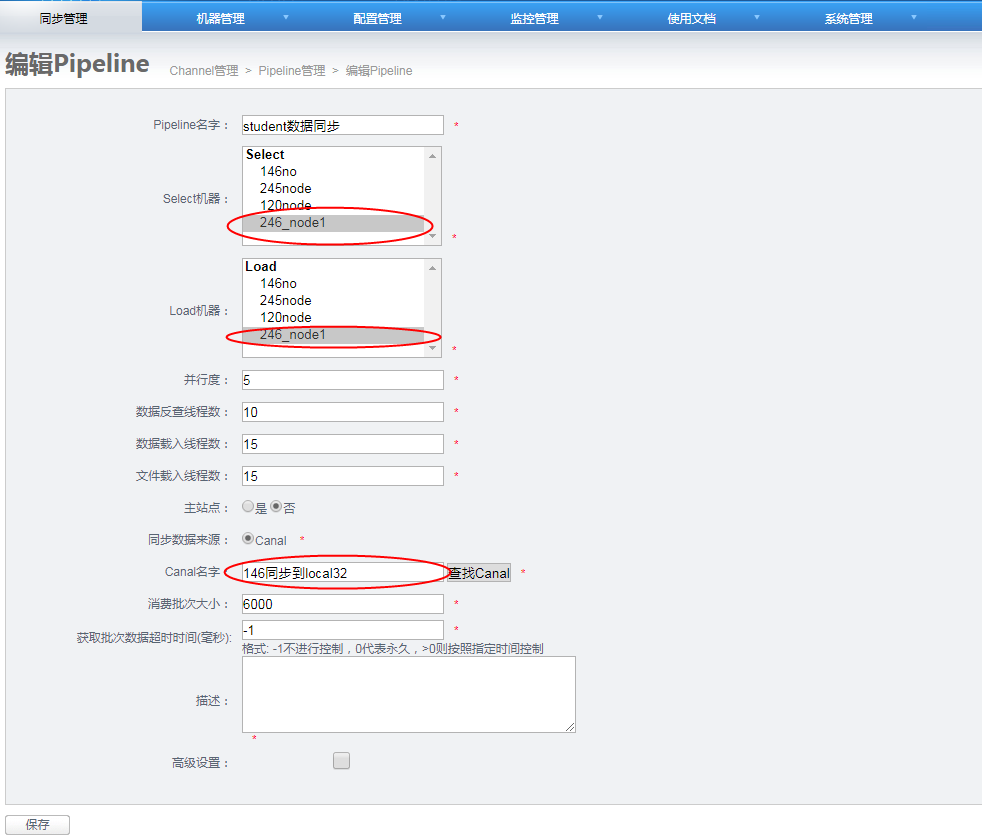 同步管理 机器管理 配置管理 监控管理 使用文档 系统管理
编辑Pipeline Channel管理 > Pipeline管理 > 编辑Pipeline
Pipeline名字： student数据同步 *
Select机器：
Select
146no
245node
120node
246_node1
*
Load机器：
Load
146no
245node
120node
246_node1
*
并行度： 5 *
数据反查线程数： 10 *
数据载入线程数： 15 *
文件载入线程数： 15 *
主站点： 是 否
同步数据来源： Canal *
Canal名字 146同步到local32 查找Canal *
消费批次大小： 6000 *
获取批次数据超时时间(毫秒): -1 *
格式: -1不进行控制，0代表永久，>0则按照指定时间控制
描述：
*
高级设置：
保存